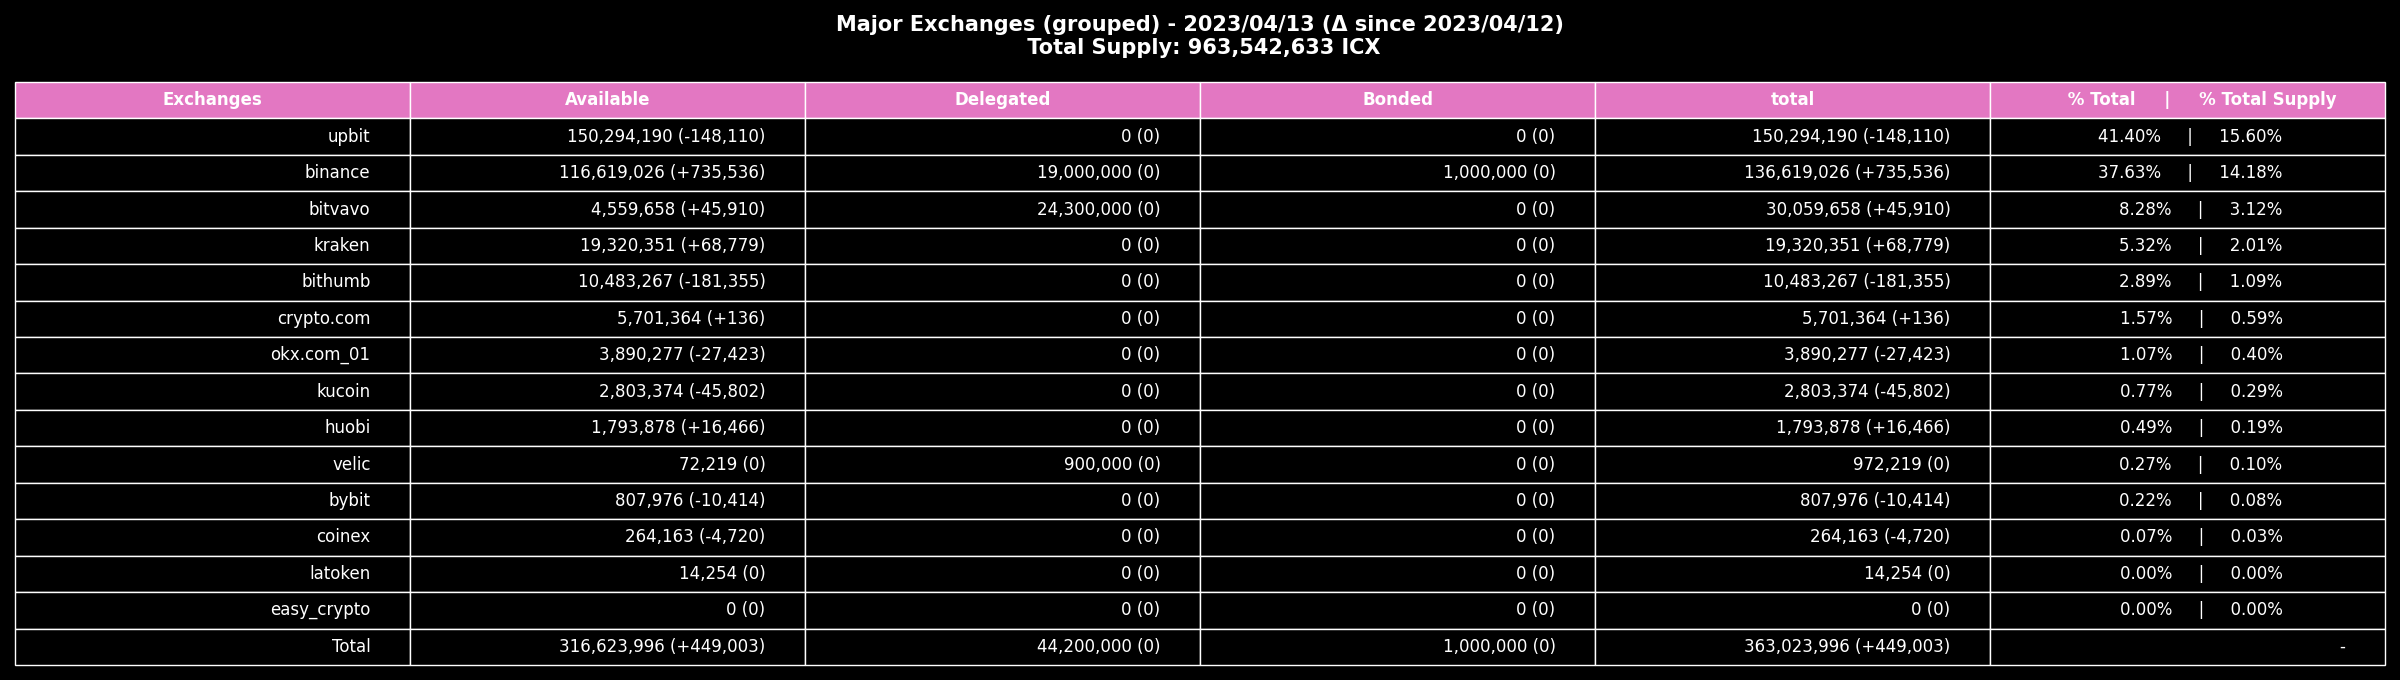 Major Exchanges (grouped) - 2023/04/13 (Δ since 2023/04/12)
Total Supply: 963,542,633 ICX
Exchanges Available Delegated Bonded total % Total | % Total Supply
upbit 150,294,190 (-148,110) 0 (0) 0 (0) 150,294,190 (-148,110) 41.40% | 15.60%
binance 116,619,026 (+735,536) 19,000,000 (0) 1,000,000 (0) 136,619,026 (+735,536) 37.63% | 14.18%
bitvavo 4,559,658 (+45,910) 24,300,000 (0) 0 (0) 30,059,658 (+45,910) 8.28% | 3.12%
kraken 19,320,351 (+68,779) 0 (0) 0 (0) 19,320,351 (+68,779) 5.32% | 2.01%
bithumb 10,483,267 (-181,355) 0 (0) 0 (0) 10,483,267 (-181,355) 2.89% | 1.09%
crypto.com 5,701,364 (+136) 0 (0) 0 (0) 5,701,364 (+136) 1.57% | 0.59%
okx.com_01 3,890,277 (-27,423) 0 (0) 0 (0) 3,890,277 (-27,423) 1.07% | 0.40%
kucoin 2,803,374 (-45,802) 0 (0) 0 (0) 2,803,374 (-45,802) 0.77% | 0.29%
huobi 1,793,878 (+16,466) 0 (0) 0 (0) 1,793,878 (+16,466) 0.49% | 0.19%
velic 72,219 (0) 900,000 (0) 0 (0) 972,219 (0) 0.27% | 0.10%
bybit 807,976 (-10,414) 0 (0) 0 (0) 807,976 (-10,414) 0.22% | 0.08%
coinex 264,163 (-4,720) 0 (0) 0 (0) 264,163 (-4,720) 0.07% | 0.03%
latoken 14,254 (0) 0 (0) 0 (0) 14,254 (0) 0.00% | 0.00%
easy_crypto 0 (0) 0 (0) 0 (0) 0 (0) 0.00% | 0.00%
Total 316,623,996 (+449,003) 44,200,000 (0) 1,000,000 (0) 363,023,996 (+449,003) -